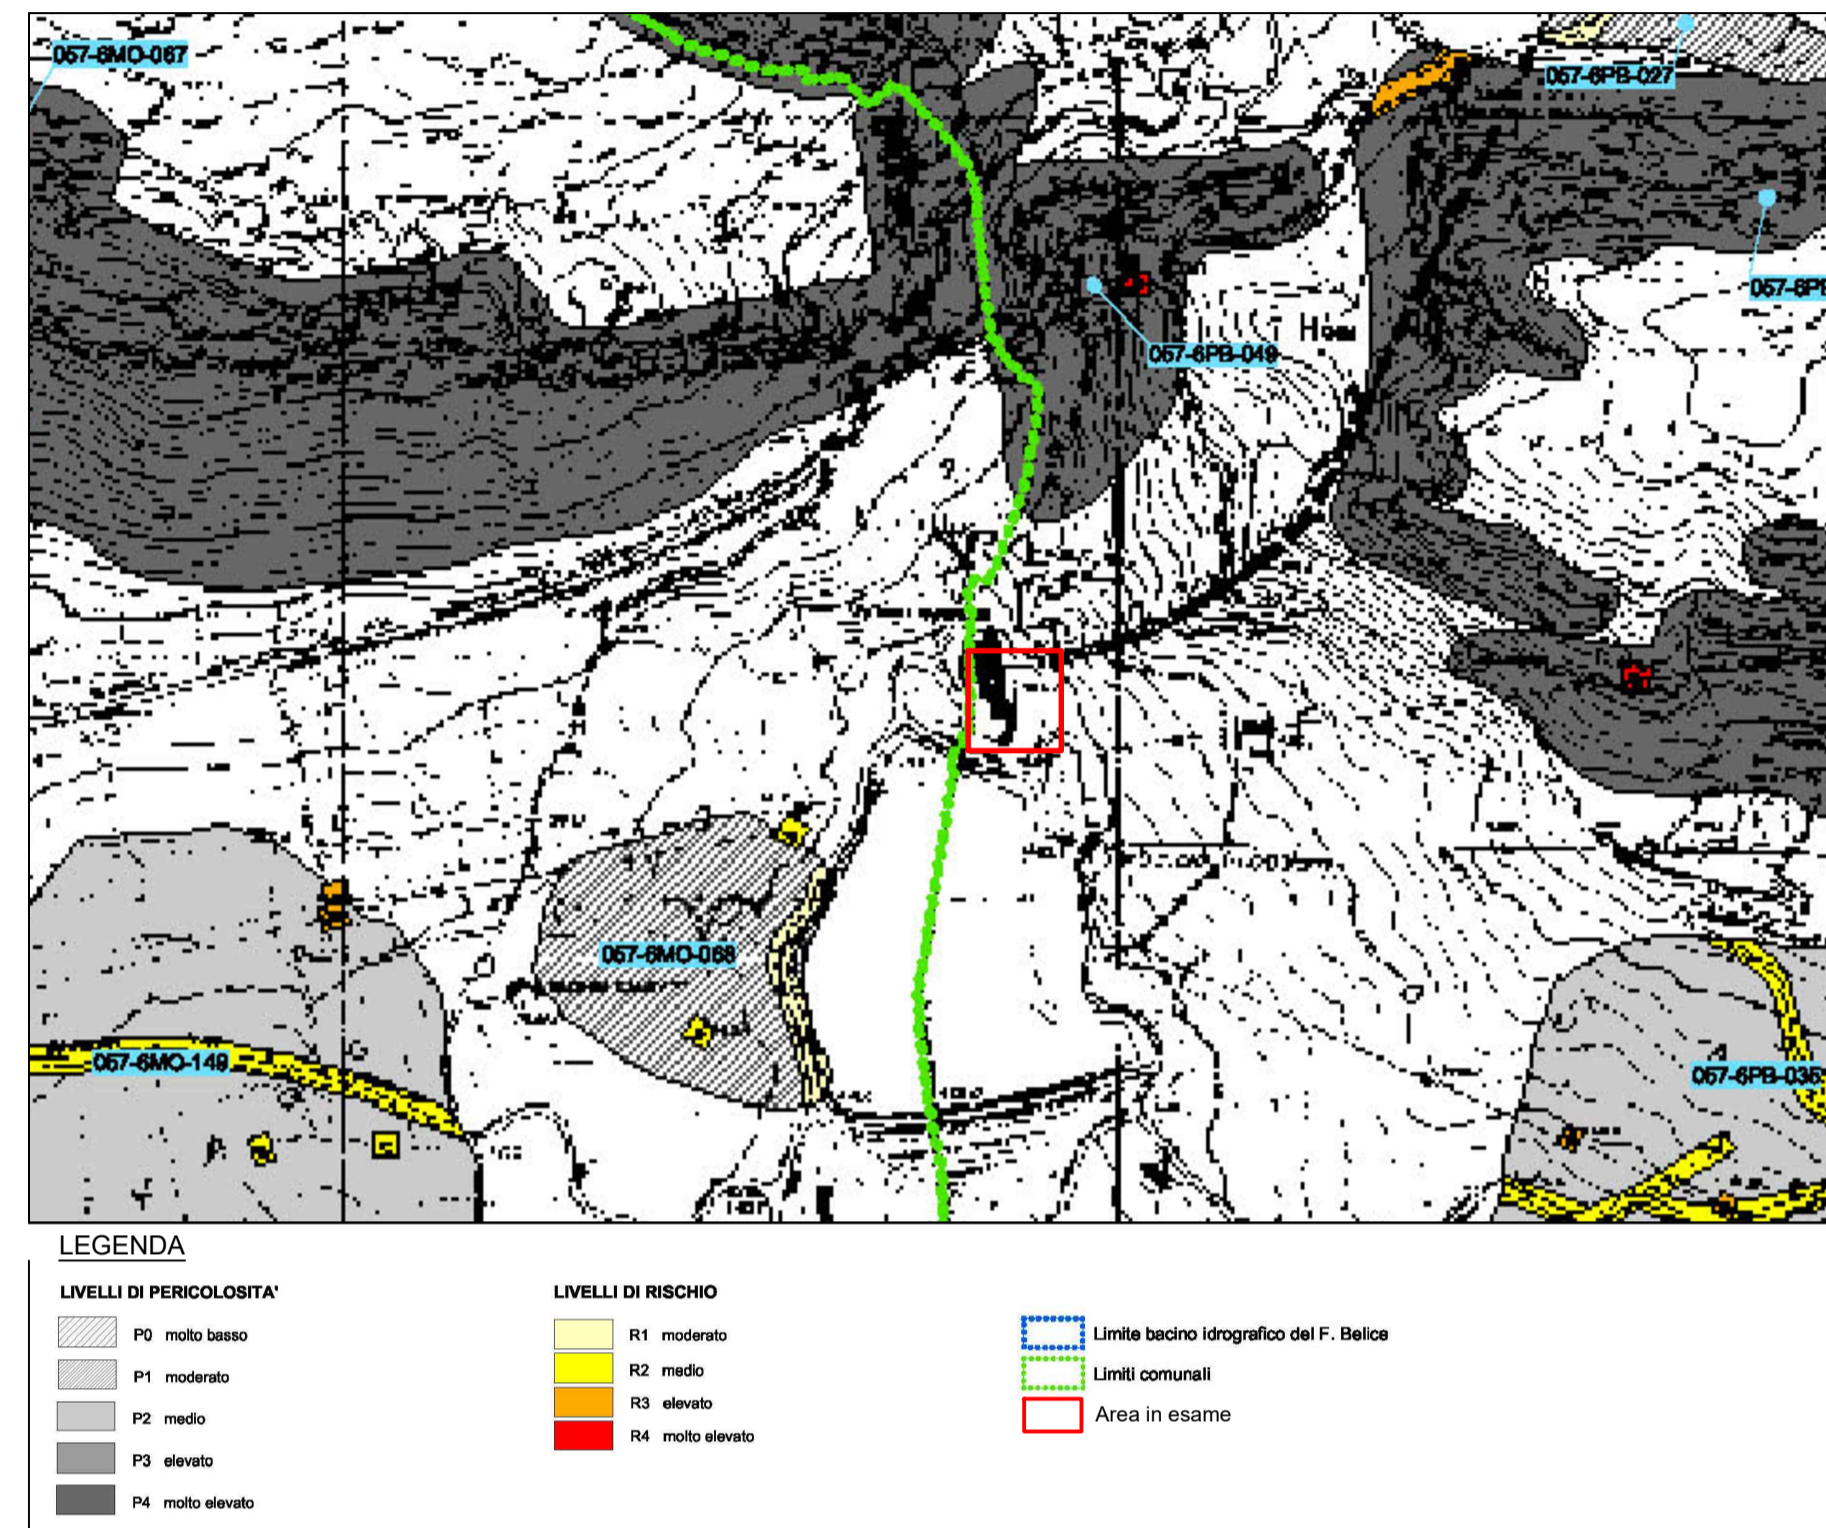 057-6MO-067
057-6PB-027
057-6PB-049
057-6MO-068
057-6MO-149
057-6PB-035
LEGENDA
LIVELLI DI PERICOLOSITA'
P0 molto basso
P1 moderato
P2 medio
P3 elevato
P4 molto elevato
LIVELLI DI RISCHIO
R1 moderato
R2 medio
R3 elevato
R4 molto elevato
Limite bacino idrografico del F. Belice
Limiti comunali
Area in esame